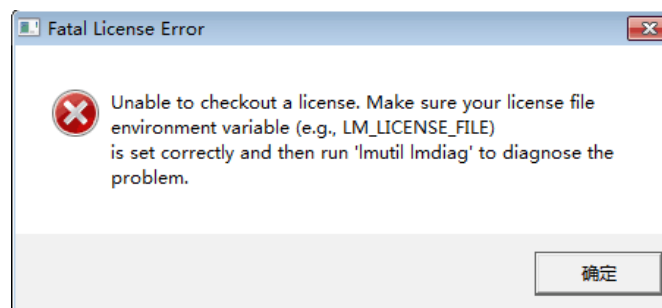 Fatal License Error
Unable to checkout a license. Make sure your license file
environment variable (e.g., LM_LICENSE_FILE)
is set correctly and then run 'lmutil lmdiag' to diagnose the
problem.
确定